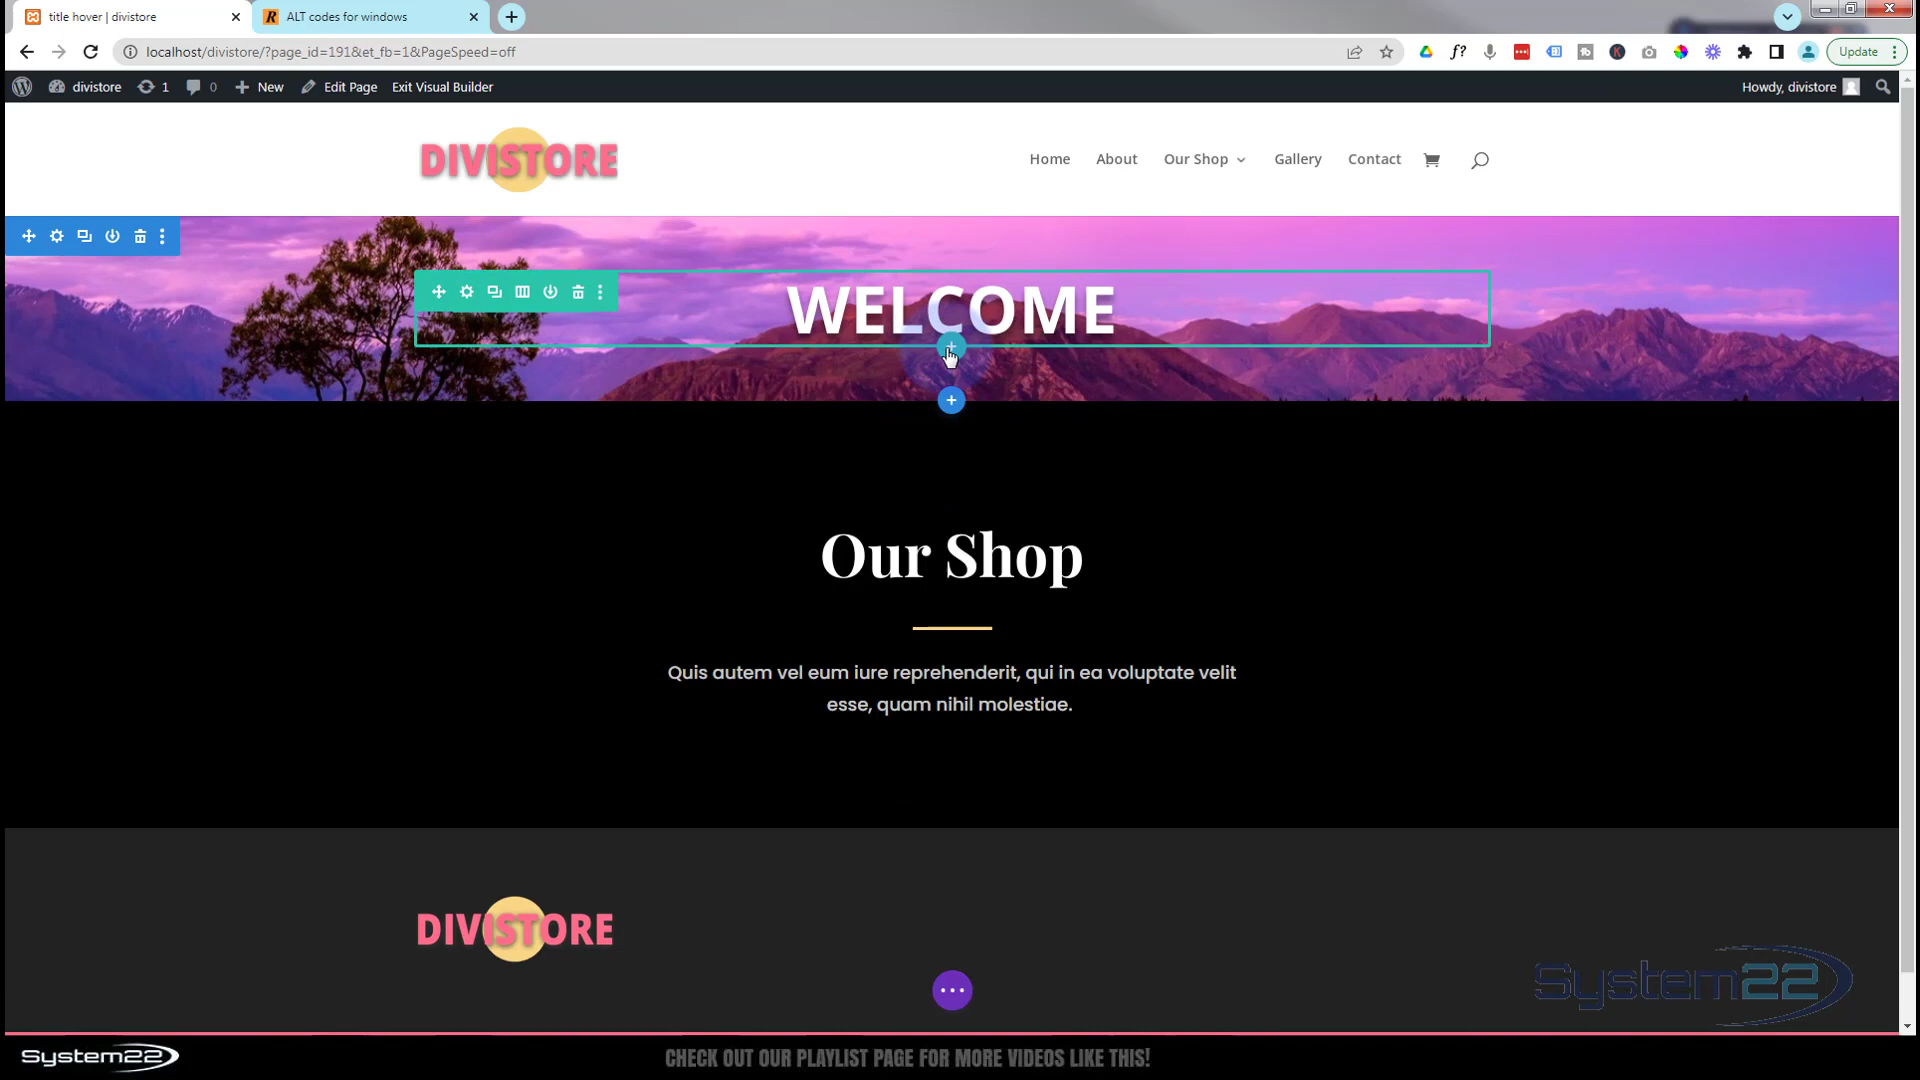 title hover | divistore
ALT codes for windows
localhost/divistore/?page_id=191&et_fb=1&PageSpeed=off
Update
divistore 1 0 New Edit Page Exit Visual Builder Howdy, divistore
DIVISTORE
Home About Our Shop Gallery Contact
WELCOME
Our Shop
Quis autem vel eum iure reprehenderit, qui in ea voluptate velit
esse, quam nihil molestiae.
DIVISTORE
System22
System22
CHECK OUT OUR PLAYLIST PAGE FOR MORE VIDEOS LIKE THIS!